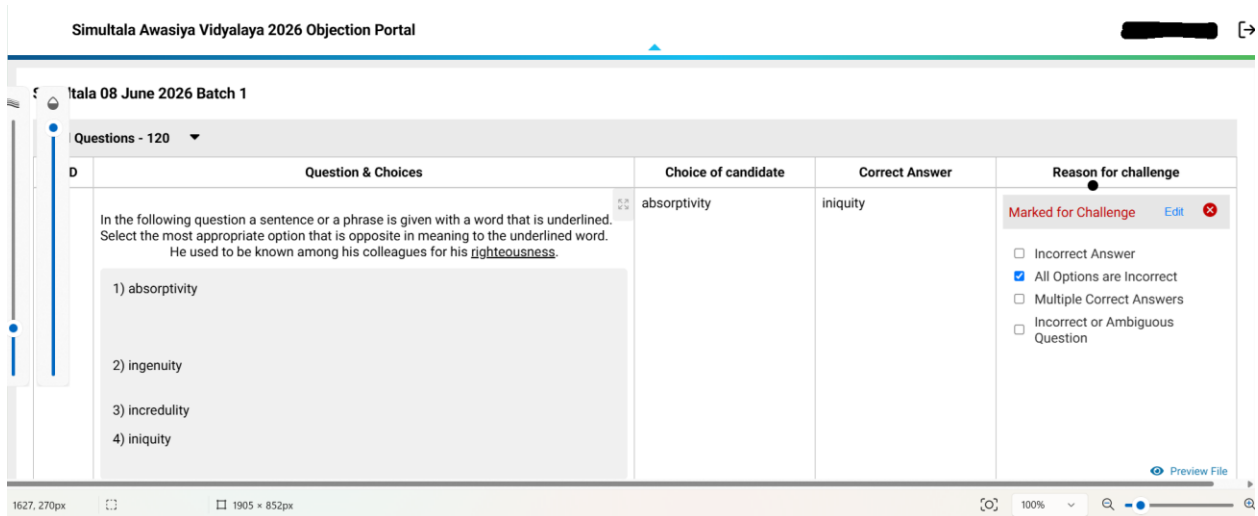 Simultala Awasiya Vidyalaya 2026 Objection Portal
tala 08 June 2026 Batch 1
Questions - 120
D
Question & Choices
Choice of candidate
Correct Answer
Reason for challenge
In the following question a sentence or a phrase is given with a word that is underlined.
Select the most appropriate option that is opposite in meaning to the underlined word.
He used to be known among his colleagues for his righteousness.
1) absorptivity
2) ingenuity
3) incredulity
4) iniquity
absorptivity
iniquity
Marked for Challenge Edit
Incorrect Answer
All Options are Incorrect
Multiple Correct Answers
Incorrect or Ambiguous
Question
Preview File
1627, 270px
1905 × 852px
100%